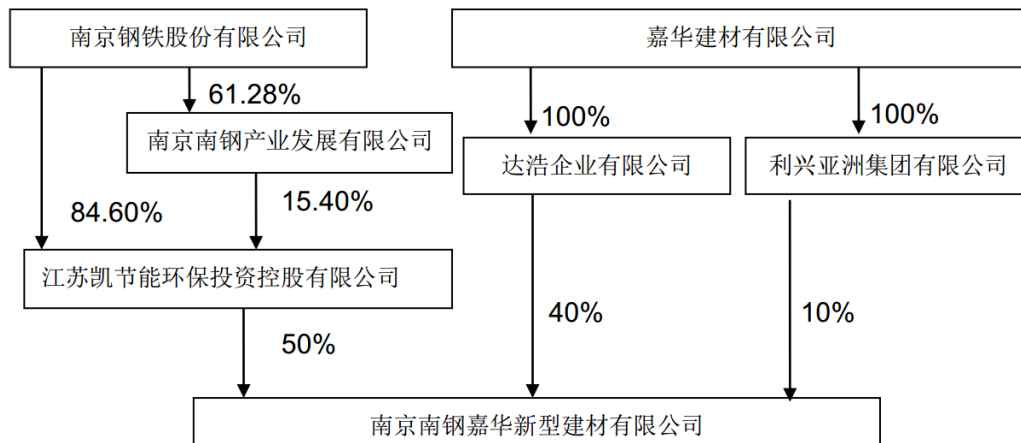 南京钢铁股份有限公司
嘉华建材有限公司
61.28%
100%
100%
南京南钢产业发展有限公司
达浩企业有限公司
利兴亚洲集团有限公司
84.60%
15.40%
江苏凯节能环保投资控股有限公司
50%
40%
10%
南京南钢嘉华新型建材有限公司